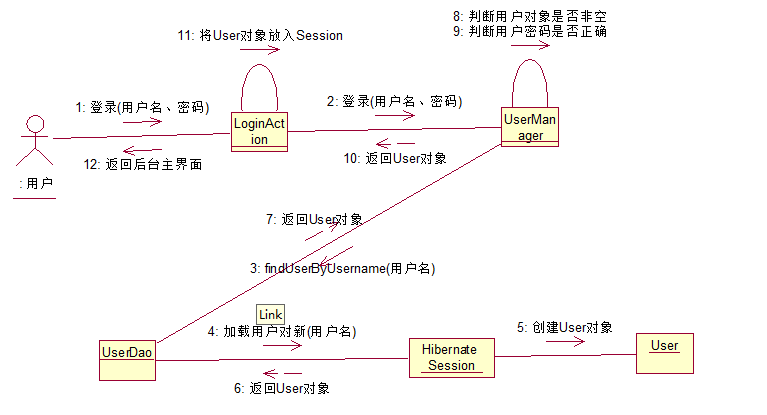 8: 判断用户对象是否非空
9: 判断用户密码是否正确
11: 将User对象放入Session
1: 登录(用户名、密码)
2: 登录(用户名、密码)
LoginAct
ion
UserMan
ager
10: 返回User对象
12: 返回后台主界面
: 用户
7: 返回User对象
3: findUserByUsername(用户名)
Link
4: 加载用户对新(用户名)
5: 创建User对象
UserDao
Hibernate
Session
User
6: 返回User对象